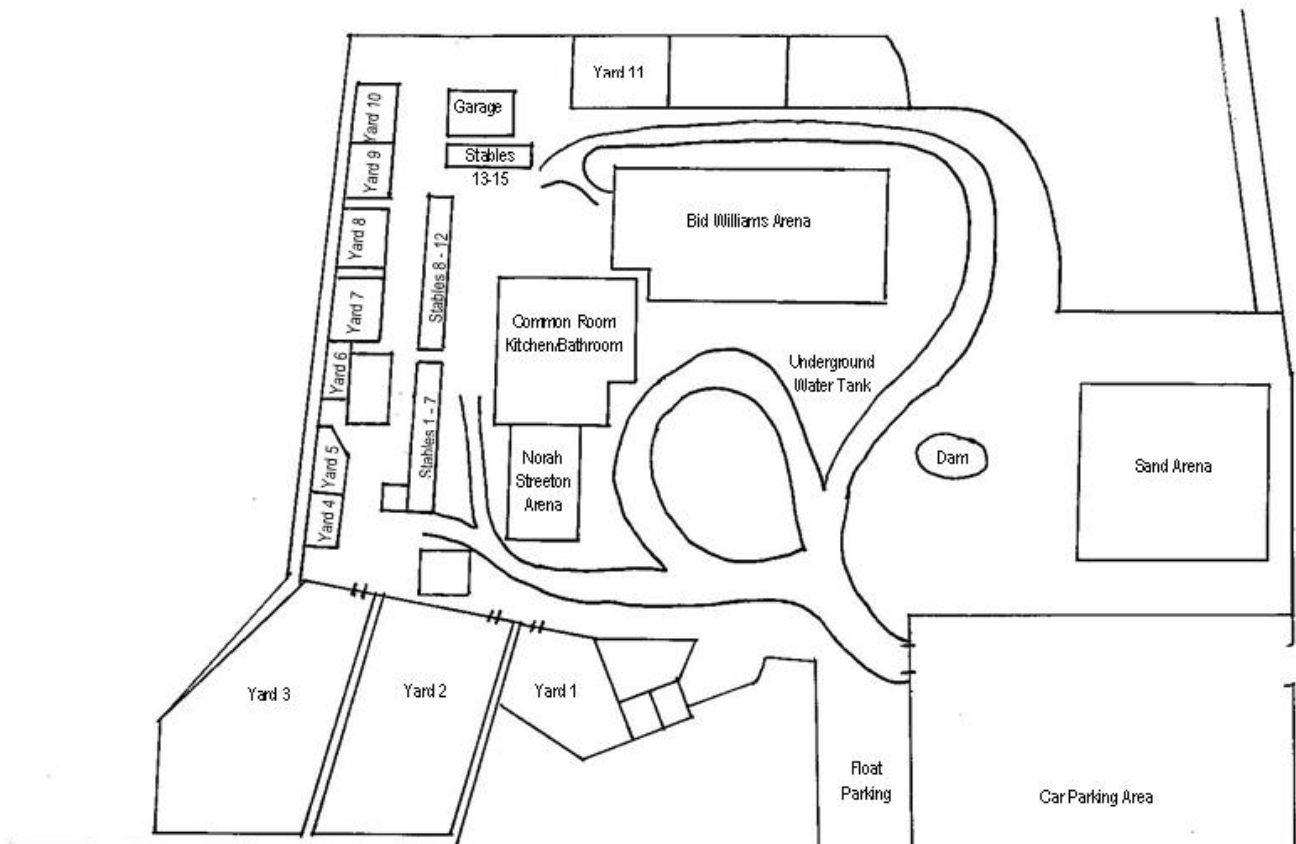 Yard 11
Garage
Yard 10
Stables
13-15
Yard 9
Bid Williams Arena
Yard 8
Stables 8 - 12
Yard 7
Common Room
Kitchen/Bathroom
Underground
Water Tank
Yard 6
Stables 1 - 7
Norah
Streeton
Arena
Dam
Sand Arena
Yard 5
Yard 4
Yard 3
Yard 2
Yard 1
Float
Parking
Car Parking Area